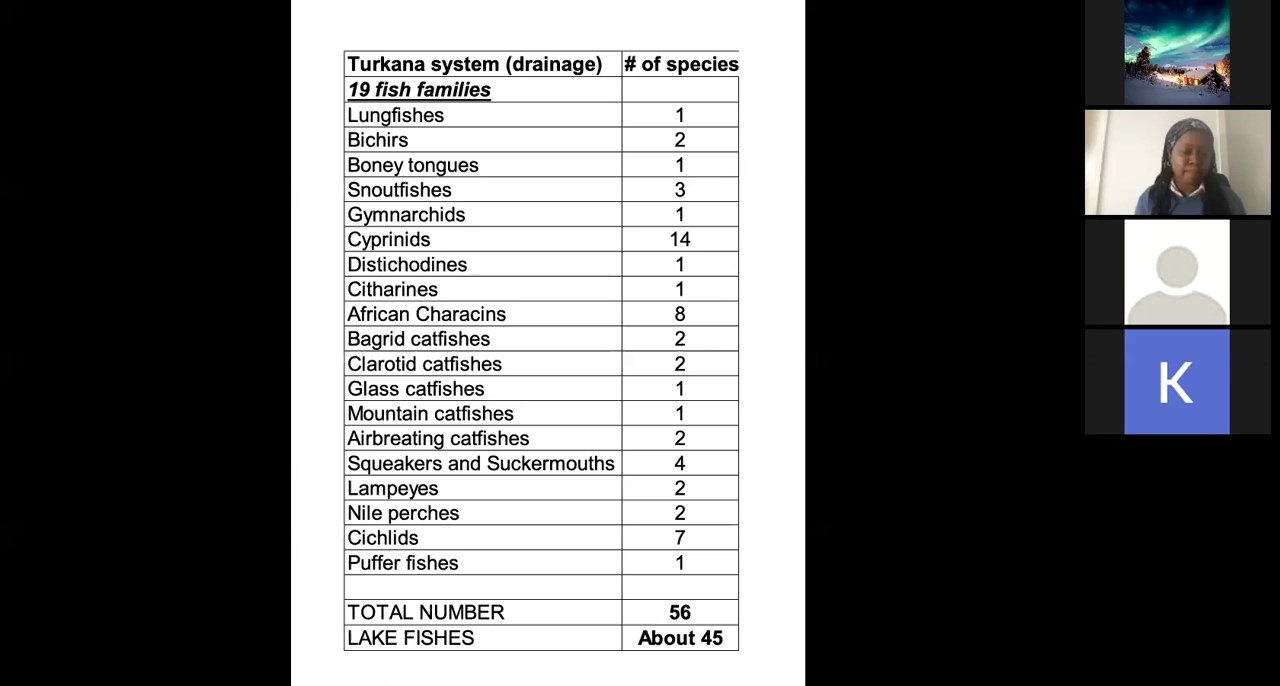 Turkana system (drainage) # of species
19 fish families
Lungfishes 1
Bichirs 2
Boney tongues 1
Snoutfishes 3
Gymnarchids 1
Cyprinids 14
Distichodines 1
Citharines 1
African Characins 8
Bagrid catfishes 2
Clarotid catfishes 2
Glass catfishes 1
Mountain catfishes 1
Airbreating catfishes 2
Squeakers and Suckermouths 4
Lampeyes 2
Nile perches 2
Cichlids 7
Puffer fishes 1
TOTAL NUMBER 56
LAKE FISHES About 45
K